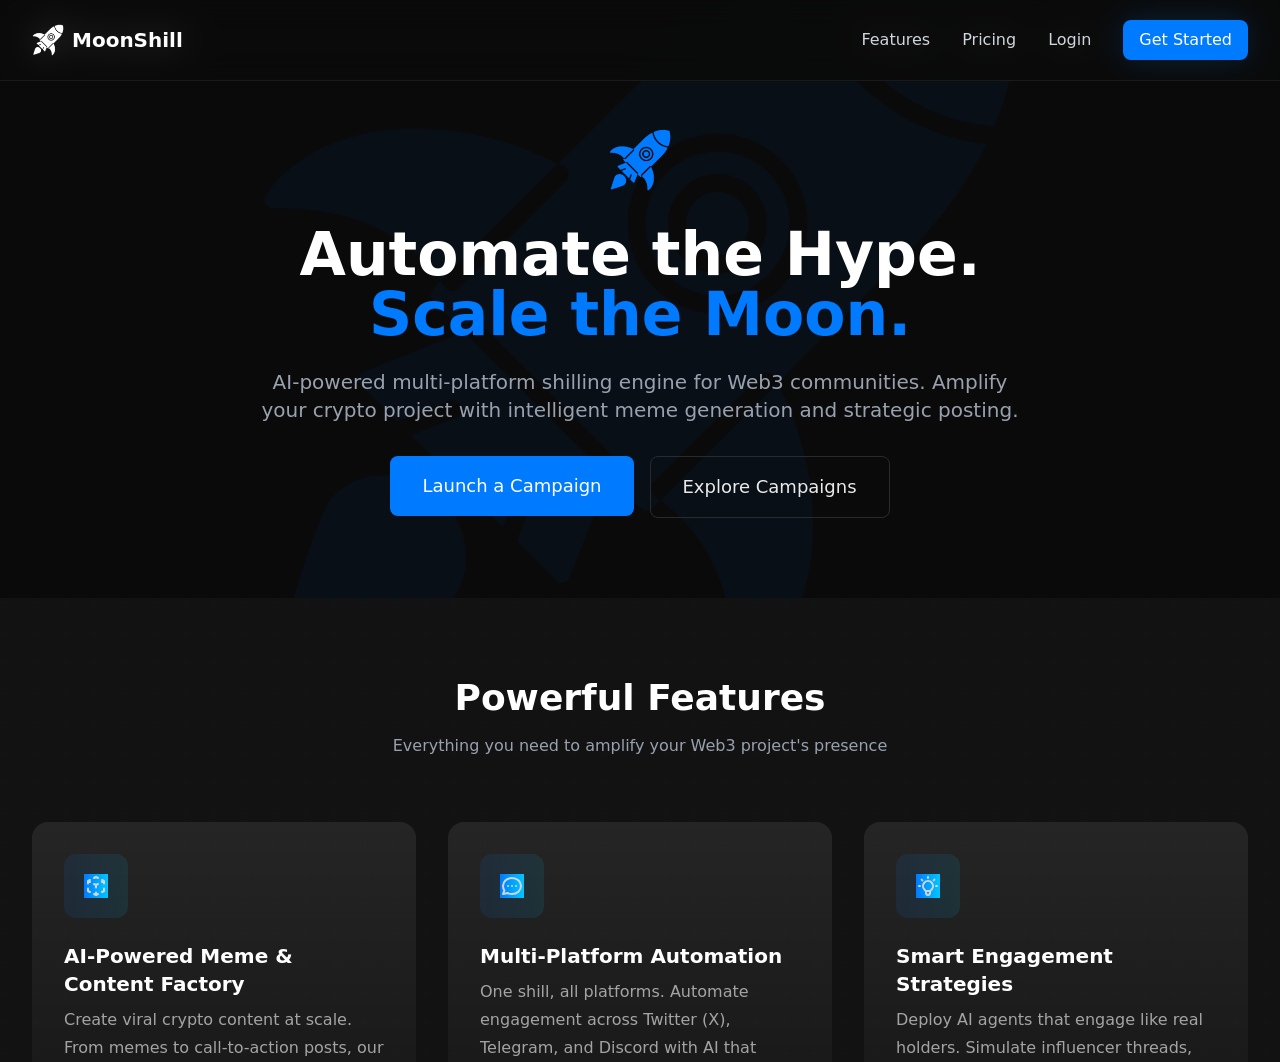 MoonShill
Features Pricing Login Get Started
Automate the Hype.
Scale the Moon.
AI-powered multi-platform shilling engine for Web3 communities. Amplify
your crypto project with intelligent meme generation and strategic posting.
Launch a Campaign Explore Campaigns
Powerful Features
Everything you need to amplify your Web3 project's presence
AI-Powered Meme &
Content Factory
Create viral crypto content at scale.
From memes to call-to-action posts, our
Multi-Platform Automation
One shill, all platforms. Automate
engagement across Twitter (X),
Telegram, and Discord with AI that
Smart Engagement
Strategies
Deploy AI agents that engage like real
holders. Simulate influencer threads,